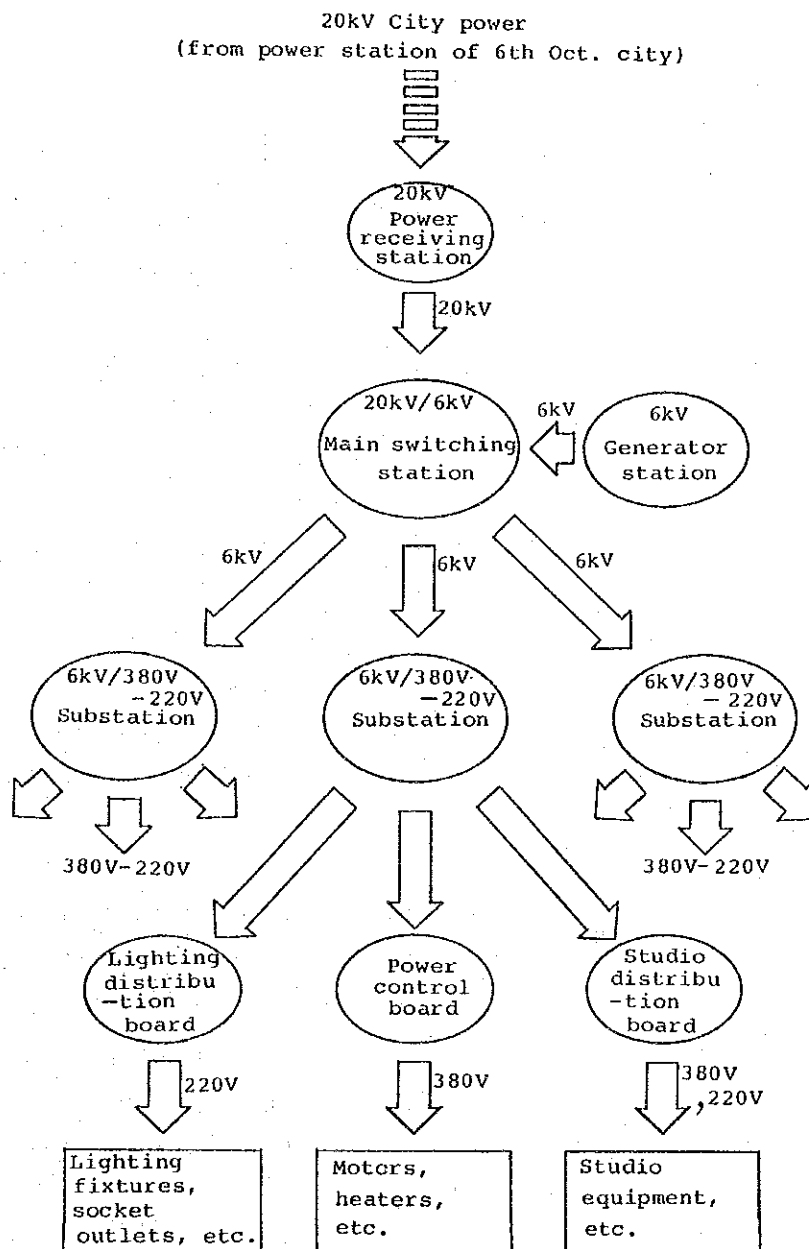 20kV City power
(from power station of 6th Oct. city)
20kV
Power
receiving
station
20kV
20kV/6kV
Main switching
station
6kV
6kV
Generator
station
6kV
6kV
6kV
6kV/380V
-220V
Substation
6kV/380V
-220V
Substation
6kV/380V
-220V
Substation
380V-220V
380V-220V
Lighting
distribu
-tion
board
Power
control
board
Studio
distribu
-tion
board
220V
380V
380V
,220V
Lighting
fixtures,
socket
outlets, etc.
Motors,
heaters,
etc.
Studio
equipment,
etc.